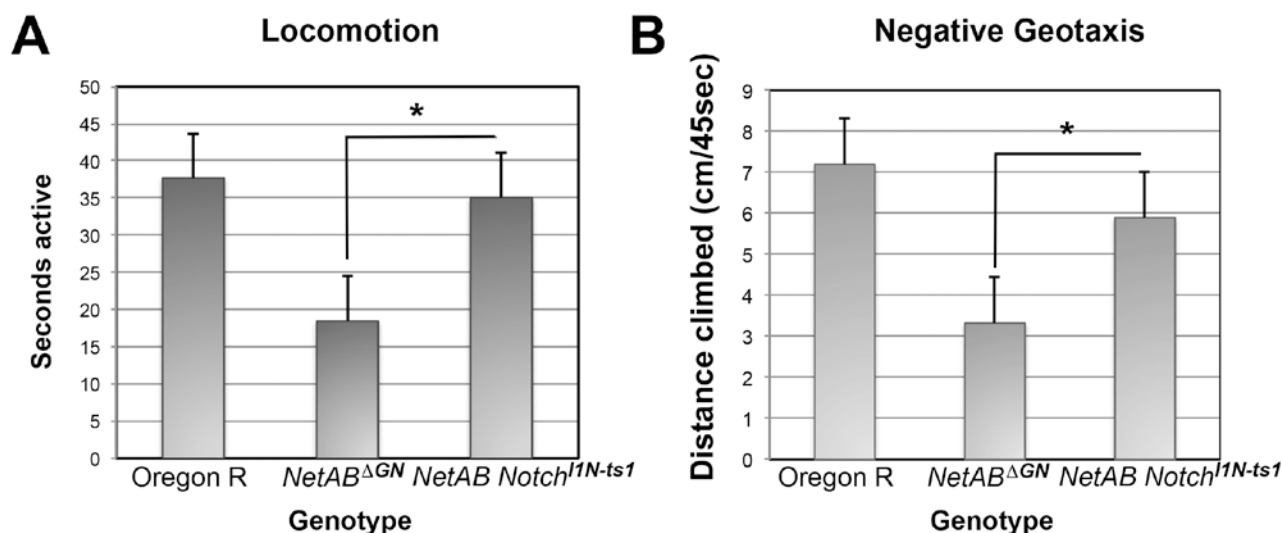 A
Locomotion
Seconds active
50
45
40
35
30
25
20
15
10
5
0
*
Oregon R
NetAB^ΔGN
NetAB Notch^l1N-ts1
Genotype
B
Negative Geotaxis
Distance climbed (cm/45sec)
9
8
7
6
5
4
3
2
1
0
*
Oregon R
NetAB^ΔGN
NetAB Notch^l1N-ts1
Genotype